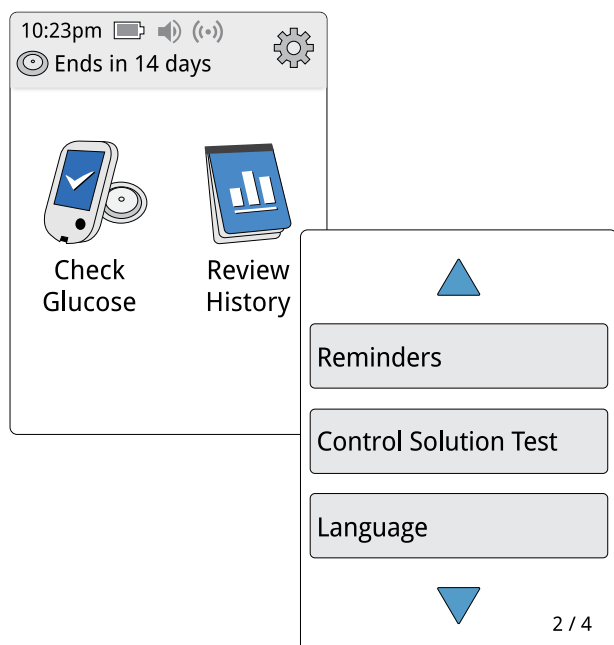 10:23pm
Ends in 14 days
Check
Glucose
Review
History
Reminders
Control Solution Test
Language
2 / 4